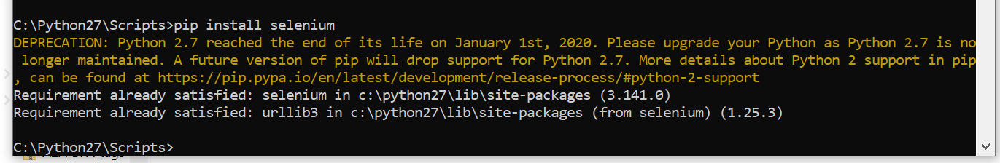 C:\Python27\Scripts>pip install selenium
DEPRECATION: Python 2.7 reached the end of its life on January 1st, 2020. Please upgrade your Python as Python 2.7 is no
longer maintained. A future version of pip will drop support for Python 2.7. More details about Python 2 support in pip
, can be found at https://pip.pypa.io/en/latest/development/release-process/#python-2-support
Requirement already satisfied: selenium in c:\python27\lib\site-packages (3.141.0)
Requirement already satisfied: urllib3 in c:\python27\lib\site-packages (from selenium) (1.25.3)
C:\Python27\Scripts>